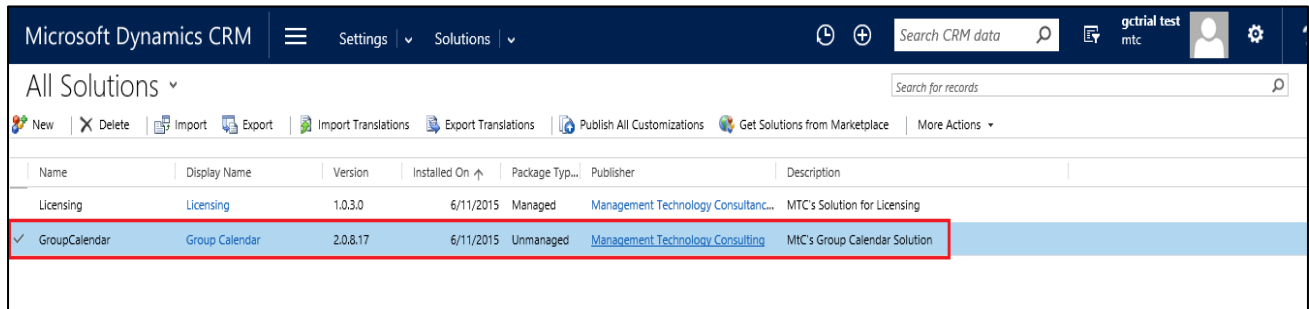 Microsoft Dynamics CRM Settings Solutions Search CRM data gctrial test
mtc
All Solutions Search for records
New Delete Import Export Import Translations Export Translations Publish All Customizations Get Solutions from Marketplace More Actions
Name Display Name Version Installed On Package Typ... Publisher Description
Licensing Licensing 1.0.3.0 6/11/2015 Managed Management Technology Consultanc... MTC's Solution for Licensing
GroupCalendar Group Calendar 2.0.8.17 6/11/2015 Unmanaged Management Technology Consulting MtC's Group Calendar Solution